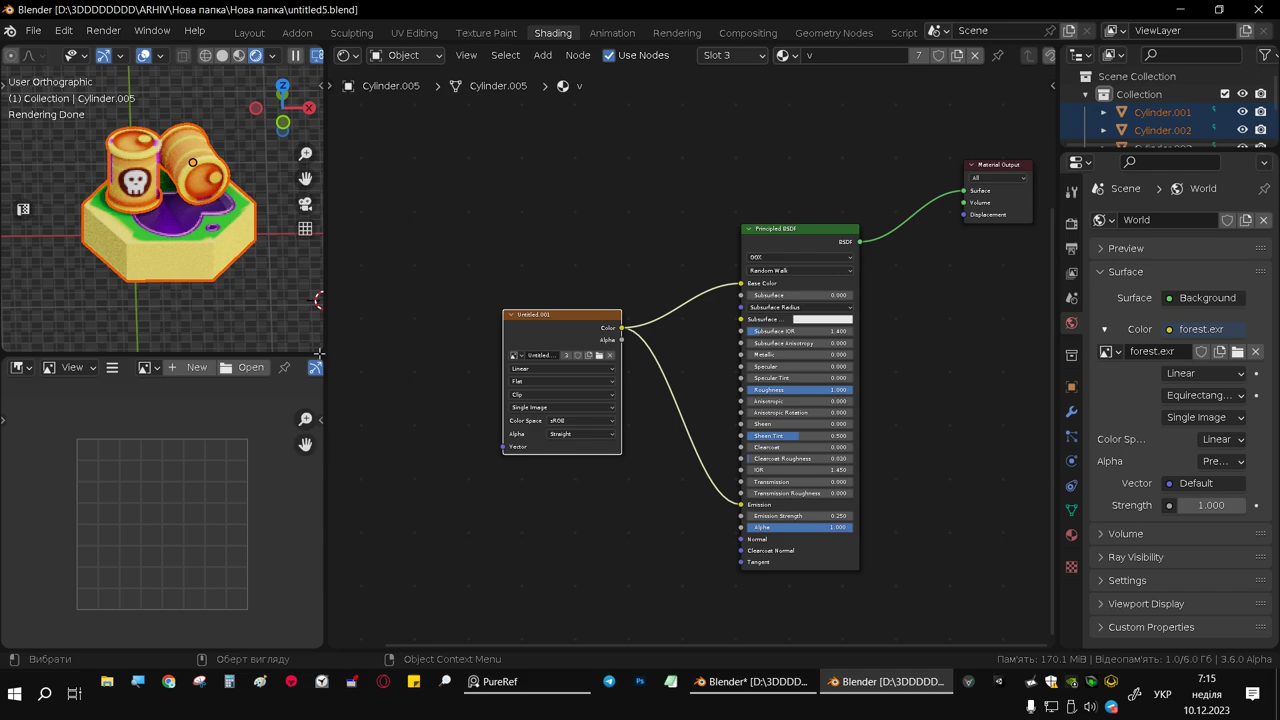 Blender [D:\3DDDDDDDD\ARHIV\Нова папка\Нова папка\untitled5.blend]
File Edit Render Window Help
Layout Addon Sculpting UV Editing Texture Paint Shading Animation Rendering Compositing Geometry Nodes Scene ViewLayer
Object View Select Add Node Use Nodes Slot 3 v 7
User Orthographic
(1) Collection | Cylinder.005
Rendering Done
Z
X
Cylinder.005 > Cylinder.005 > v
Scene Collection
Collection
Cylinder.001
Cylinder.002
Material Output
All
Surface
Volume
Displacement
Principled BSDF
BSDF
GGX
Random Walk
Base Color
Subsurface 0.000
Subsurface Radius
Subsurface ...
Subsurface IOR 1.400
Subsurface Anisotropy 0.000
Metallic 0.000
Specular 0.000
Specular Tint 0.000
Roughness 1.000
Anisotropic 0.000
Anisotropic Rotation 0.000
Sheen 0.000
Sheen Tint 0.500
Clearcoat 0.000
Clearcoat Roughness 0.030
IOR 1.450
Transmission 0.000
Transmission Roughness 0.000
Emission
Emission Strength 0.250
Alpha 1.000
Normal
Clearcoat Normal
Tangent
Untitled.001
Color
Alpha
Untitled.... 3
Linear
Flat
Clip
Single Image
Color Space sRGB
Alpha Straight
Vector
View New Open
Scene > World
World
Preview
Surface
Surface Background
Color forest.exr
forest.exr
Linear
Equirectang...
Single Image
Color Sp... Linear
Alpha Pre...
Vector Default
Strength 1.000
Volume
Ray Visibility
Settings
Viewport Display
Custom Properties
Вибрати Оберт вигляду Object Context Menu Пам'ять: 170.1 MiB | Відеопам'ять: 1.0/6.0 Гб | 3.6.0 Alpha
PureRef Blender* [D:\3DDDD... Blender [D:\3DDDDD... УКР
7:15
неділя
10.12.2023